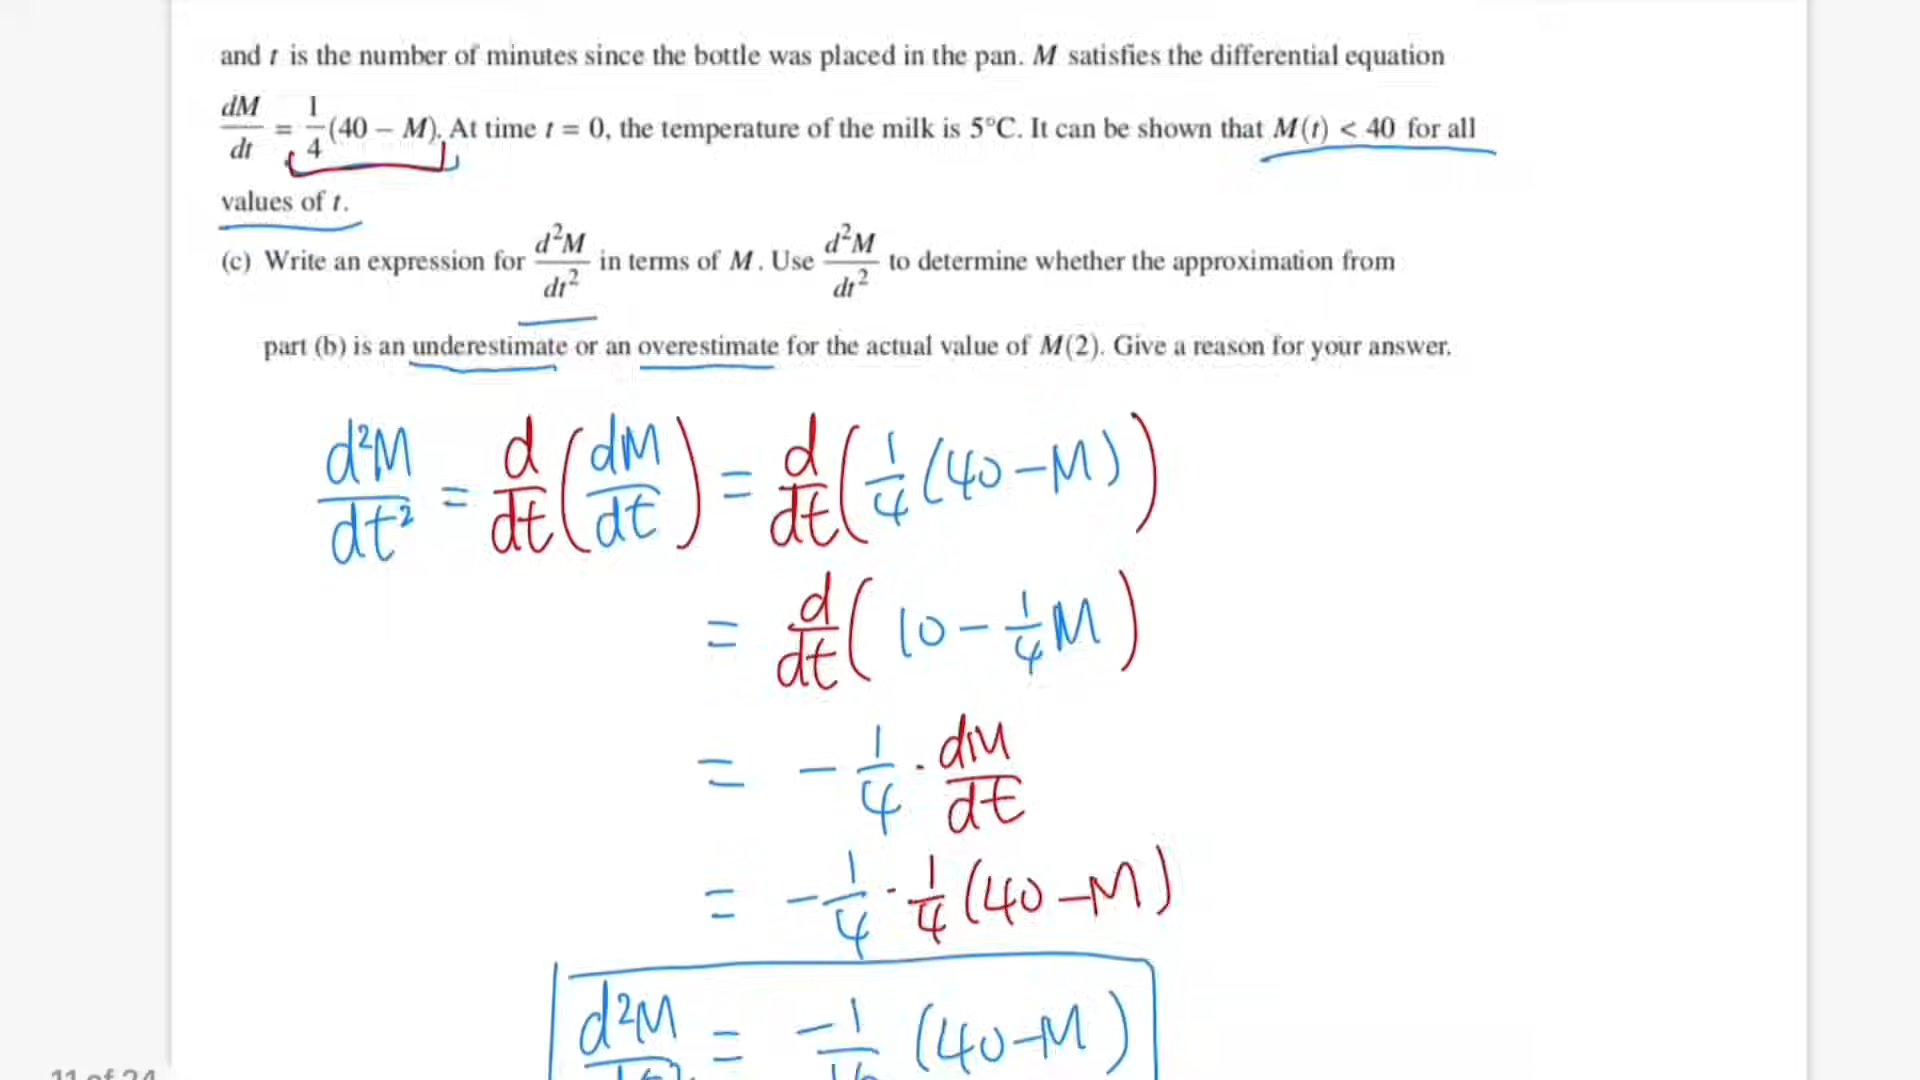 and t is the number of minutes since the bottle was placed in the pan. M satisfies the differential equation
dM/dt = 1/4(40 – M). At time t = 0, the temperature of the milk is 5°C. It can be shown that M(t) < 40 for all
values of t.
(c) Write an expression for d²M/dt² in terms of M. Use d²M/dt² to determine whether the approximation from
part (b) is an underestimate or an overestimate for the actual value of M(2). Give a reason for your answer.
d²M/dt² = d/dt(dM/dt) = d/dt(1/4(40-M))
= d/dt(10-1/4M)
= -1/4 · dM/dt
= -1/4 · 1/4(40-M)
d²M/dt² = -1/16 (40-M)
11 of 24